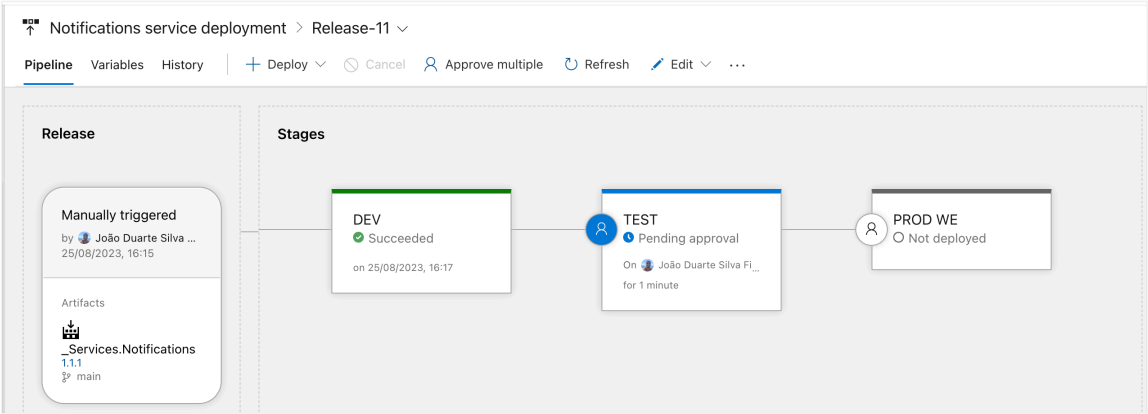 Notifications service deployment > Release-11
Pipeline Variables History Deploy Cancel Approve multiple Refresh Edit ...
Release
Stages
Manually triggered
by João Duarte Silva ...
25/08/2023, 16:15
Artifacts
_Services.Notifications
1.1.1
main
DEV
Succeeded
on 25/08/2023, 16:17
TEST
Pending approval
On João Duarte Silva Fi...
for 1 minute
PROD WE
Not deployed